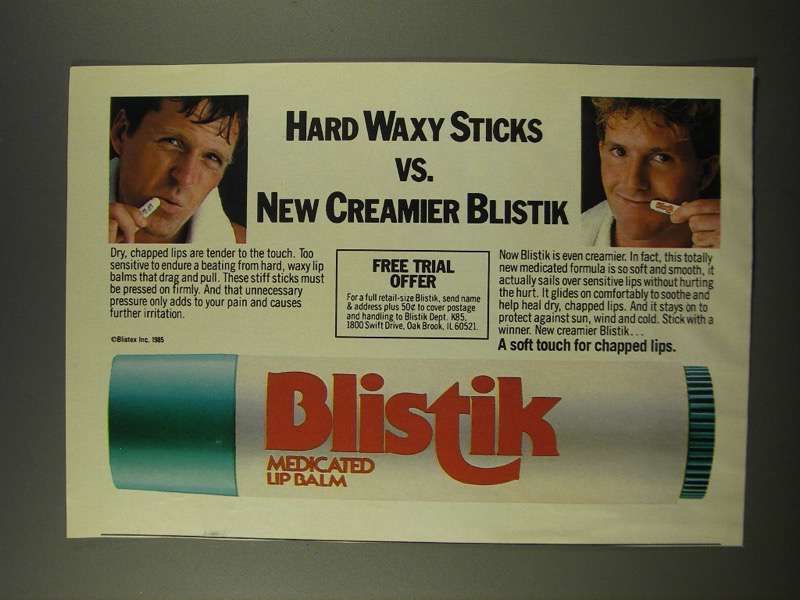 HARD WAXY STICKS
VS.
NEW CREAMIER BLISTIK
Dry, chapped lips are tender to the touch. Too
sensitive to endure a beating from hard, waxy lip
balms that drag and pull. These stiff sticks must
be pressed on firmly. And that unnecessary
pressure only adds to your pain and causes
further irritation.
©Blistex Inc. 1985
FREE TRIAL
OFFER
For a full retail-size Blistik, send name
& address plus 50¢ to cover postage
and handling to Blistik Dept. K85,
1800 Swift Drive, Oak Brook, IL 60521.
Now Blistik is even creamier. In fact, this totally
new medicated formula is so soft and smooth, it
actually sails over sensitive lips without hurting
the hurt. It glides on comfortably to soothe and
help heal dry, chapped lips. And it stays on to
protect against sun, wind and cold. Stick with a
winner. New creamier Blistik...
A soft touch for chapped lips.
Blistik
MEDICATED
LIP BALM